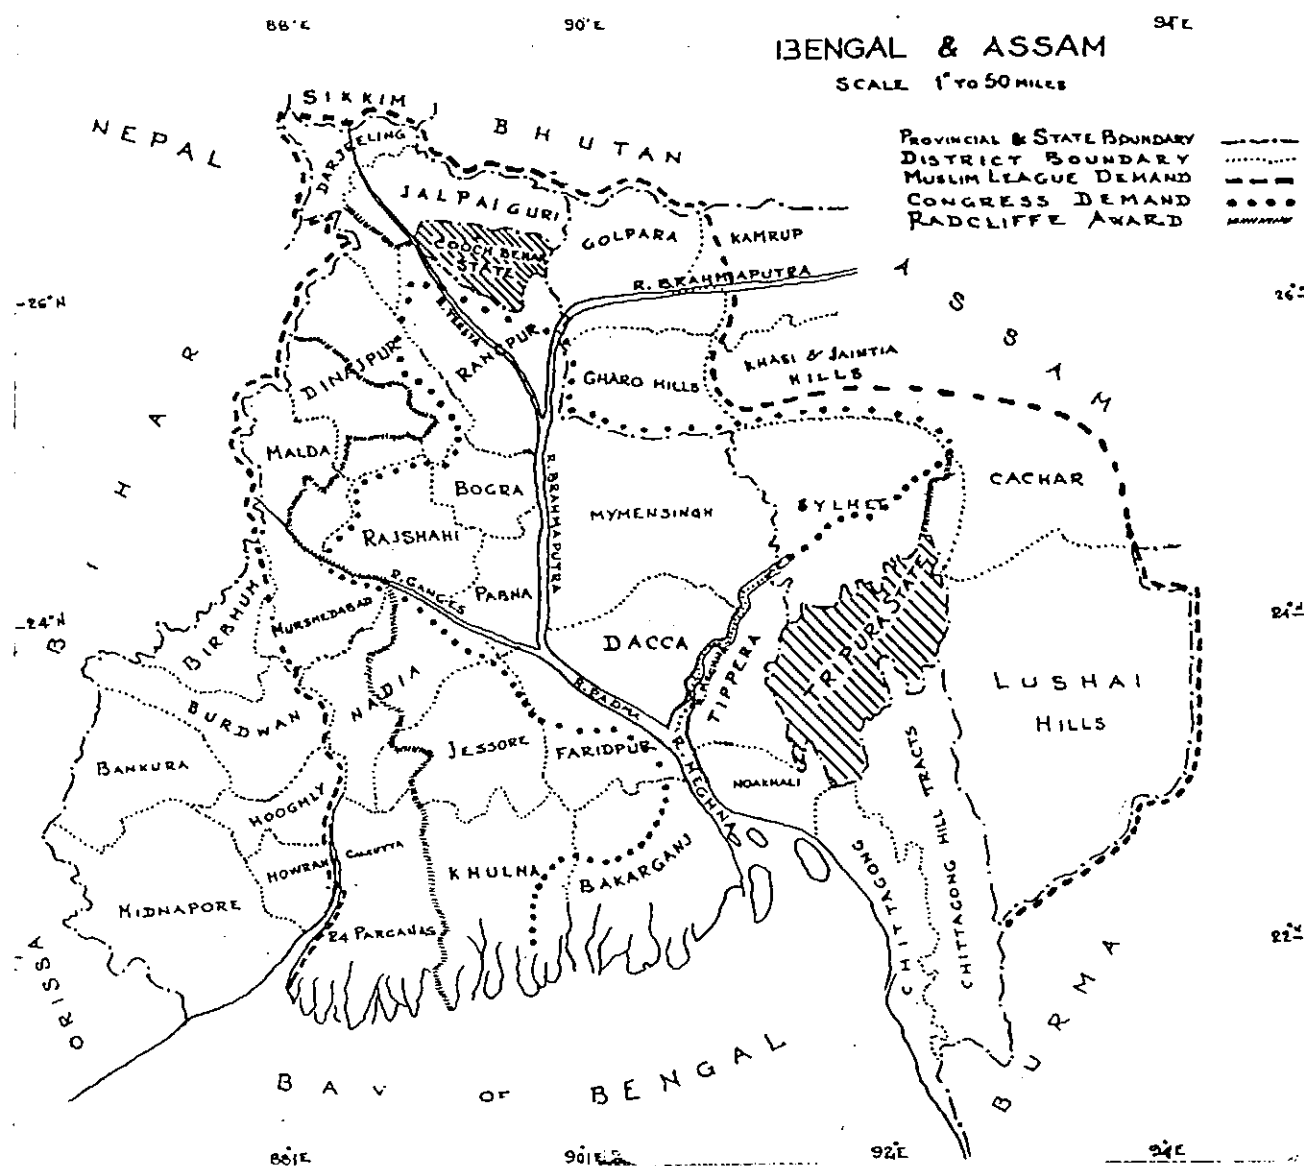 88°E
90°E
BENGAL & ASSAM
SCALE 1" TO 50 MILES
PROVINCIAL & STATE BOUNDARY
DISTRICT BOUNDARY
MUSLIM LEAGUE DEMAND
CONGRESS DEMAND
RADCLIFFE AWARD
NEPAL
SIKKIM
BHUTAN
DARJEELING
JALPAIGURI
GOLPARA
KAMRUP
COOCH BEHAR
STATE
R. BRAHMAPUTRA
ASSAM
26°N
R. TEESTA
RANGPUR
DINAJPUR
GHARO HILLS
KHASI & JAINTIA
HILLS
BIHAR
MALDA
BOGRA
R. BRAHMAPUTRA
MYMENSINGH
SYLHET
CACHAR
RAJSHAHI
PABNA
R. GANGES
24°N
BIRBHUM
MURSHEDABAD
DACCA
R. MEGHNA
TIPPERA
TRIPURA STATE
LUSHAI
HILLS
BURDWAN
NADIA
R. PADMA
BANKURA
JESSORE
FARIDPUR
R. MEGHNA
NOAKHALI
HOOGHLY
HOWRAH
CALCUTTA
KHULNA
BAKARGANJ
CHITTAGONG
CHITTAGONG HILL TRACTS
MIDNAPORE
24 PARGANAS
22°N
ORISSA
BURMA
BAY OF BENGAL
88°E
90°E
92°E
94°E